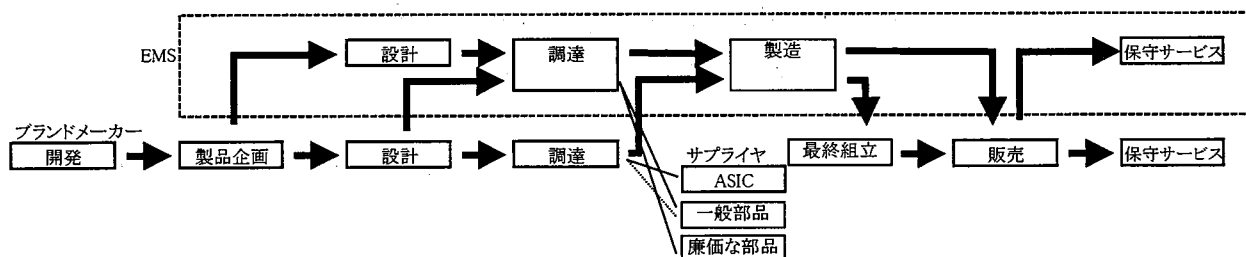 EMS
設計
調達
製造
保守サービス
ブランドメーカー
開発
製品企画
設計
調達
最終組立
販売
保守サービス
サプライヤ
ASIC
一般部品
廉価な部品